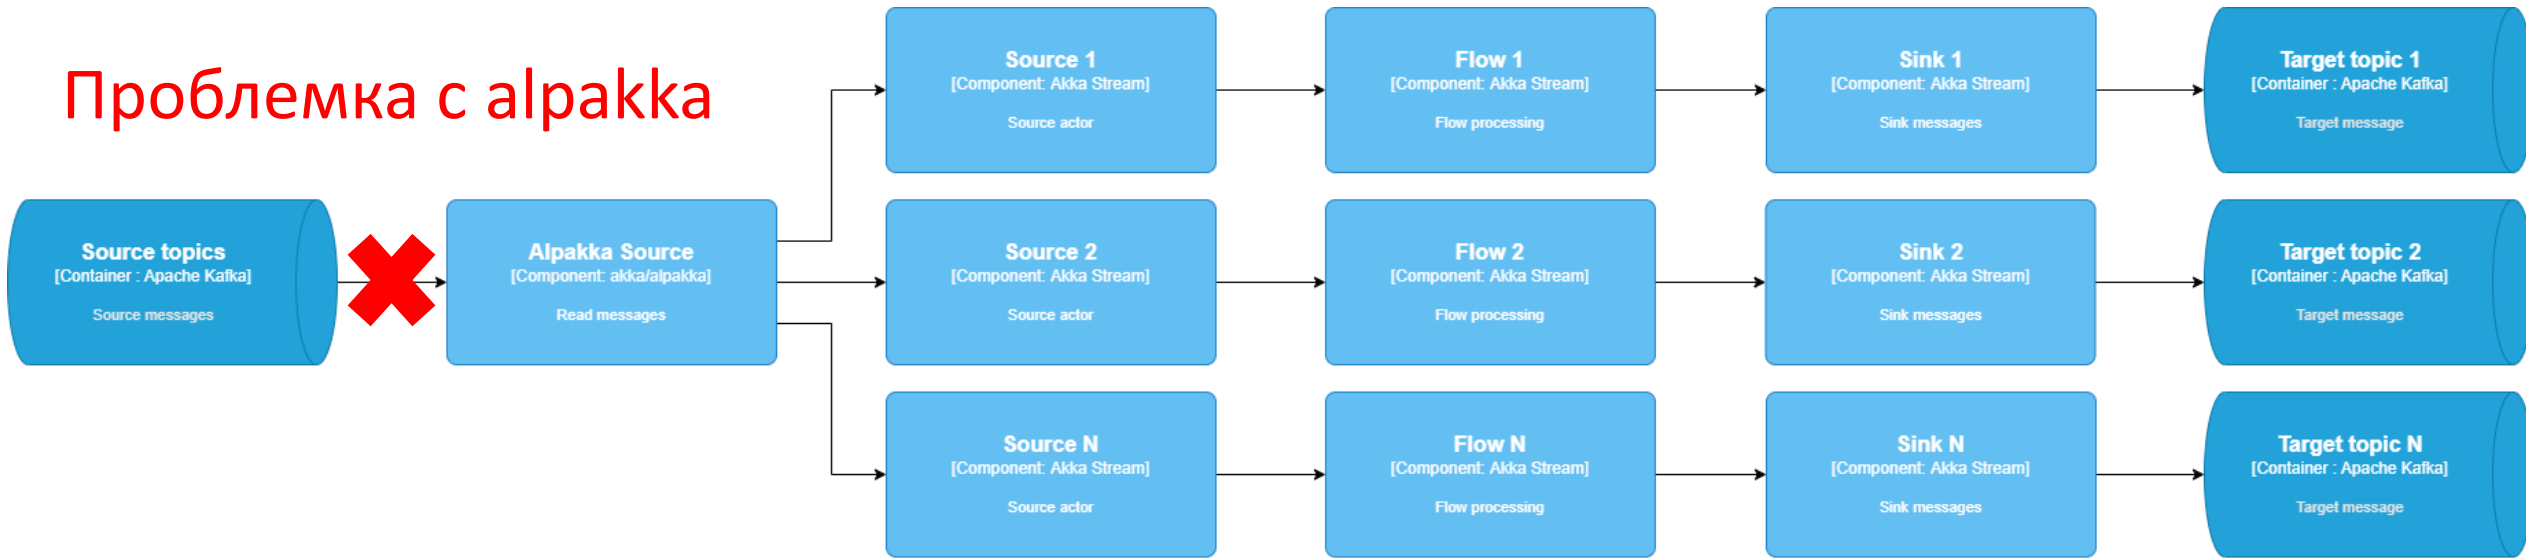 Проблемка с alpakka
Source 1
[Component: Akka Stream]
Source actor
Flow 1
[Component: Akka Stream]
Flow processing
Sink 1
[Component: Akka Stream]
Sink messages
Target topic 1
[Container : Apache Kafka]
Target message
Source topics
[Container : Apache Kafka]
Source messages
Alpakka Source
[Component: akka/alpakka]
Read messages
Source 2
[Component: Akka Stream]
Source actor
Flow 2
[Component: Akka Stream]
Flow processing
Sink 2
[Component: Akka Stream]
Sink messages
Target topic 2
[Container : Apache Kafka]
Target message
Source N
[Component: Akka Stream]
Source actor
Flow N
[Component: Akka Stream]
Flow processing
Sink N
[Component: Akka Stream]
Sink messages
Target topic N
[Container : Apache Kafka]
Target message